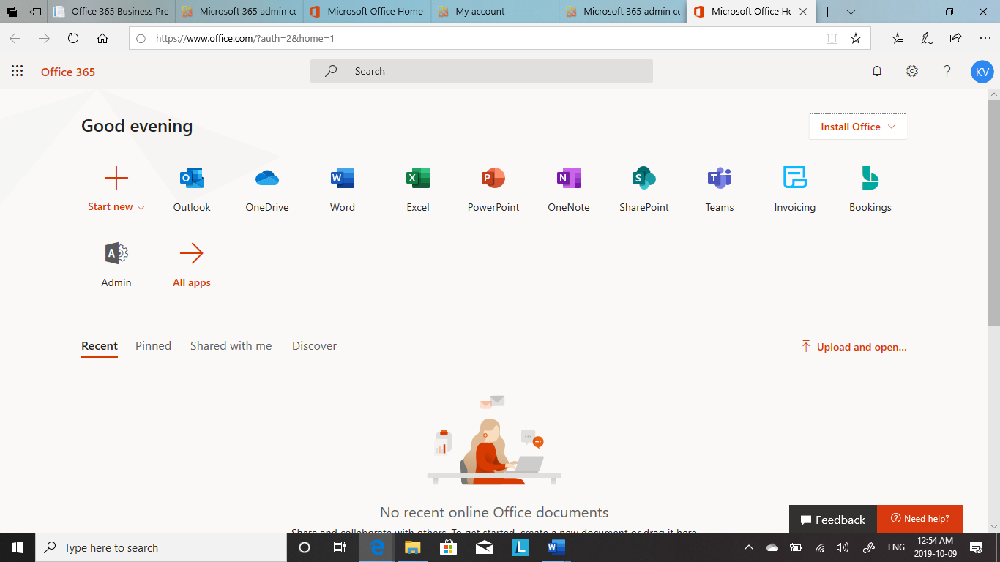 Office 365 Business Pre
Microsoft 365 admin ce
Microsoft Office Home
My account
Microsoft 365 admin ce
Microsoft Office Ho
https://www.office.com/?auth=2&home=1
Office 365
Search
KV
Good evening
Install Office
Start new
Outlook
OneDrive
Word
Excel
PowerPoint
OneNote
SharePoint
Teams
Invoicing
Bookings
Admin
All apps
Recent
Pinned
Shared with me
Discover
Upload and open...
No recent online Office documents
Share and collaborate with others. To get started, create a new document or drag it here
Feedback
Need help?
Type here to search
ENG
12:54 AM
2019-10-09